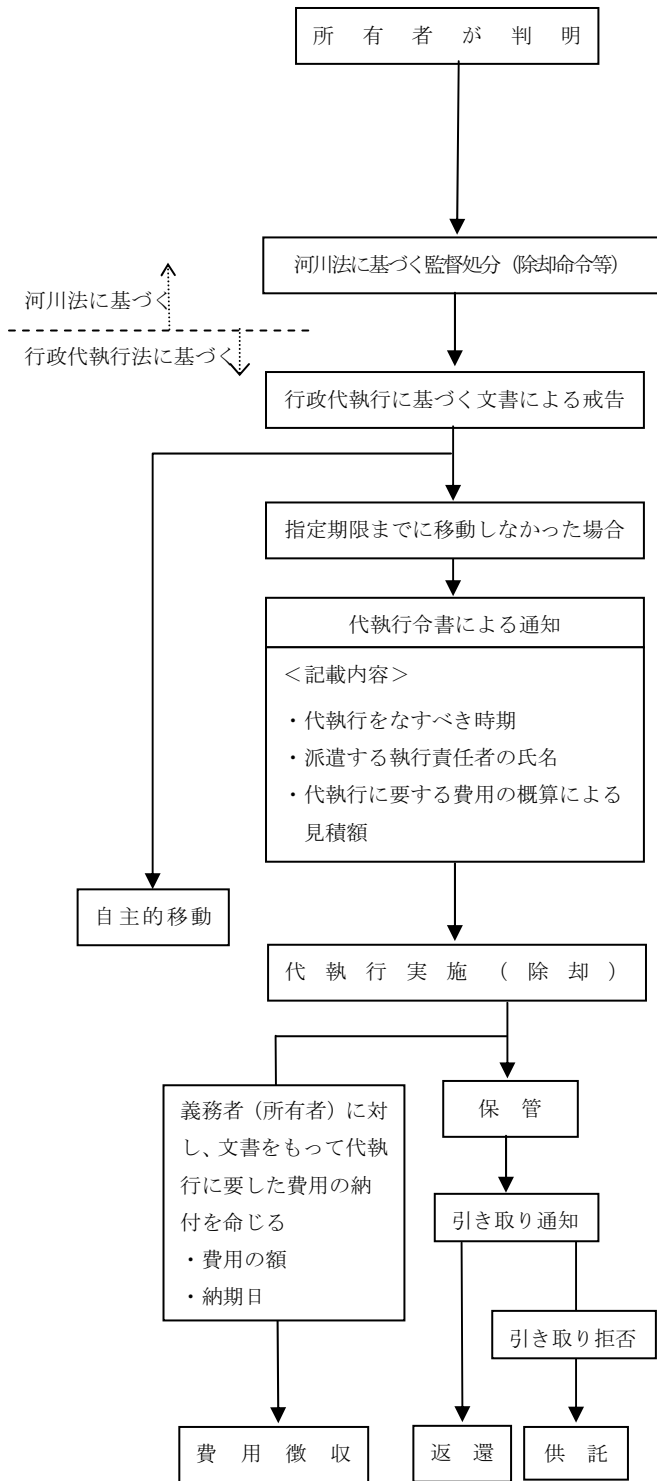 所有者が判明
河川法に基づく監督処分（除却命令等）
河川法に基づく
行政代執行法に基づく
行政代執行に基づく文書による戒告
指定期限までに移動しなかった場合
代執行令書による通知
＜記載内容＞
・代執行をなすべき時期
・派遣する執行責任者の氏名
・代執行に要する費用の概算による
見積額
自主的移動
代執行実施（除却）
義務者（所有者）に対
し、文書をもって代執
行に要した費用の納
付を命じる
・費用の額
・納期日
保管
引き取り通知
引き取り拒否
費用徴収
返還
供託